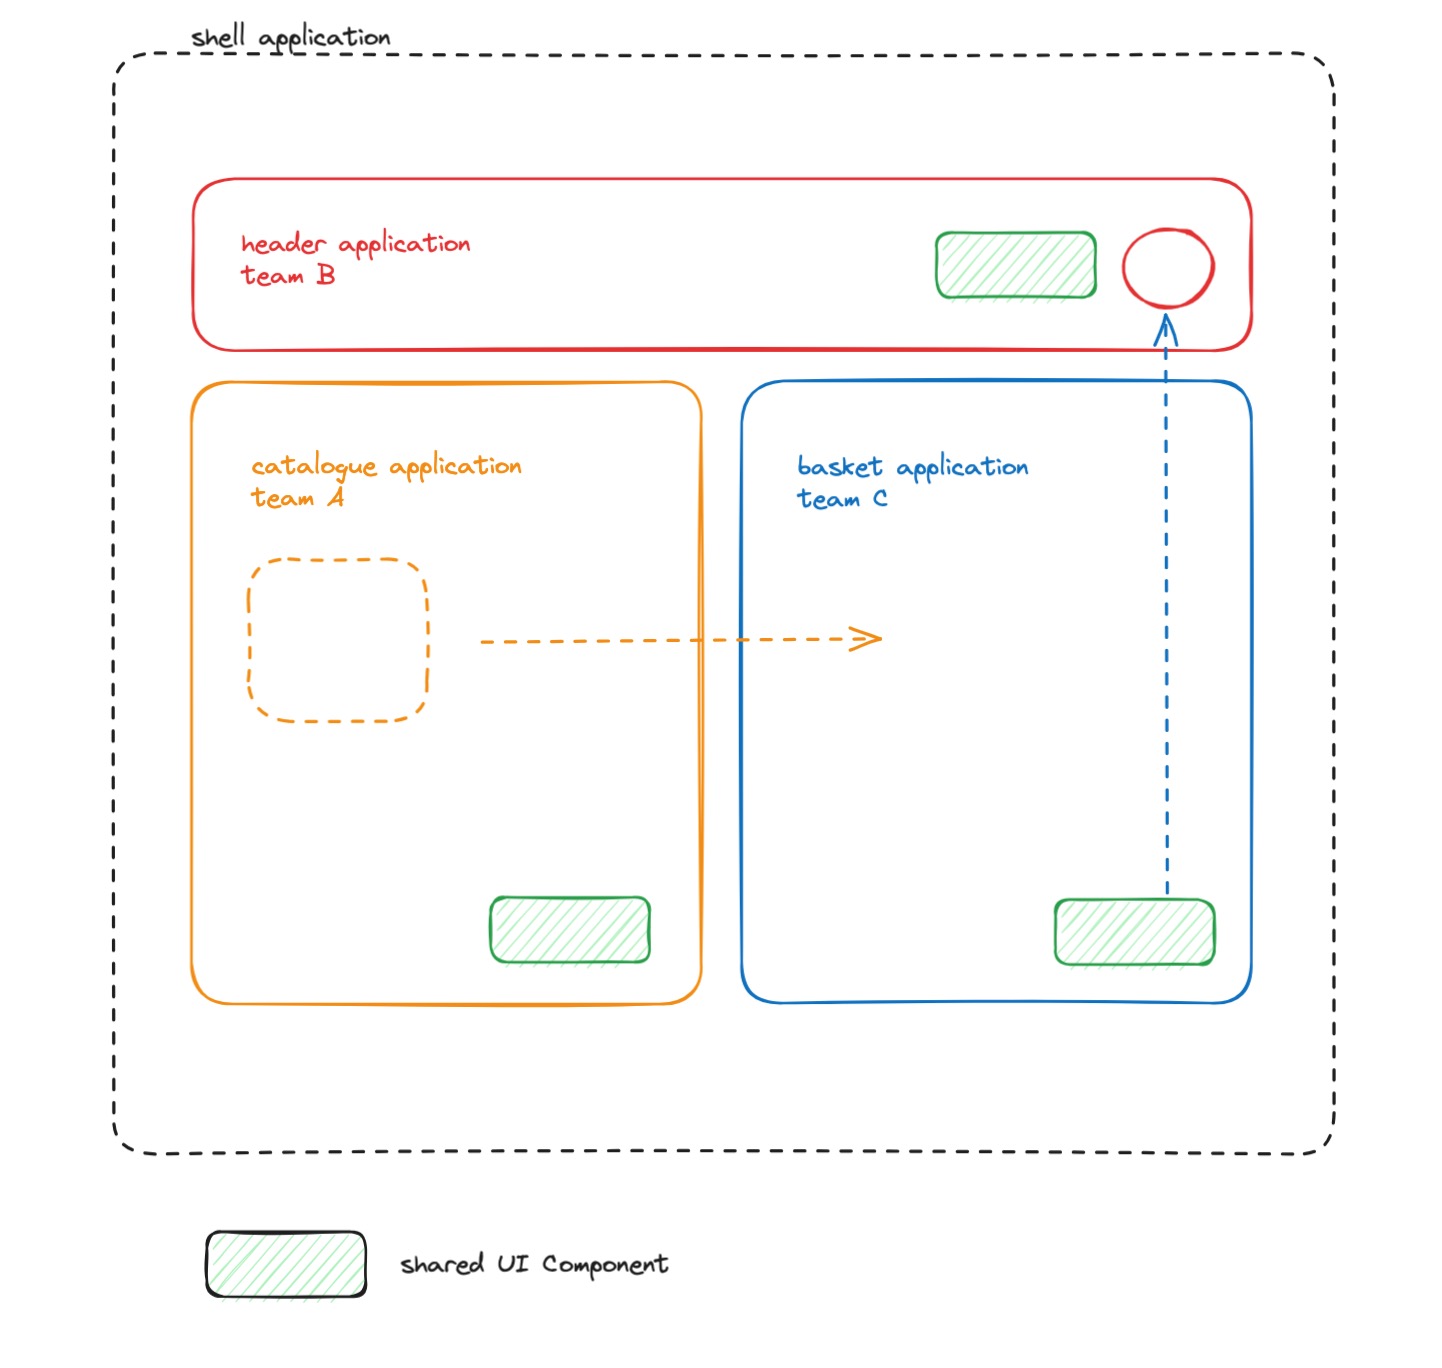 shell application
header application
team B
catalogue application
team A
basket application
team C
shared UI Component